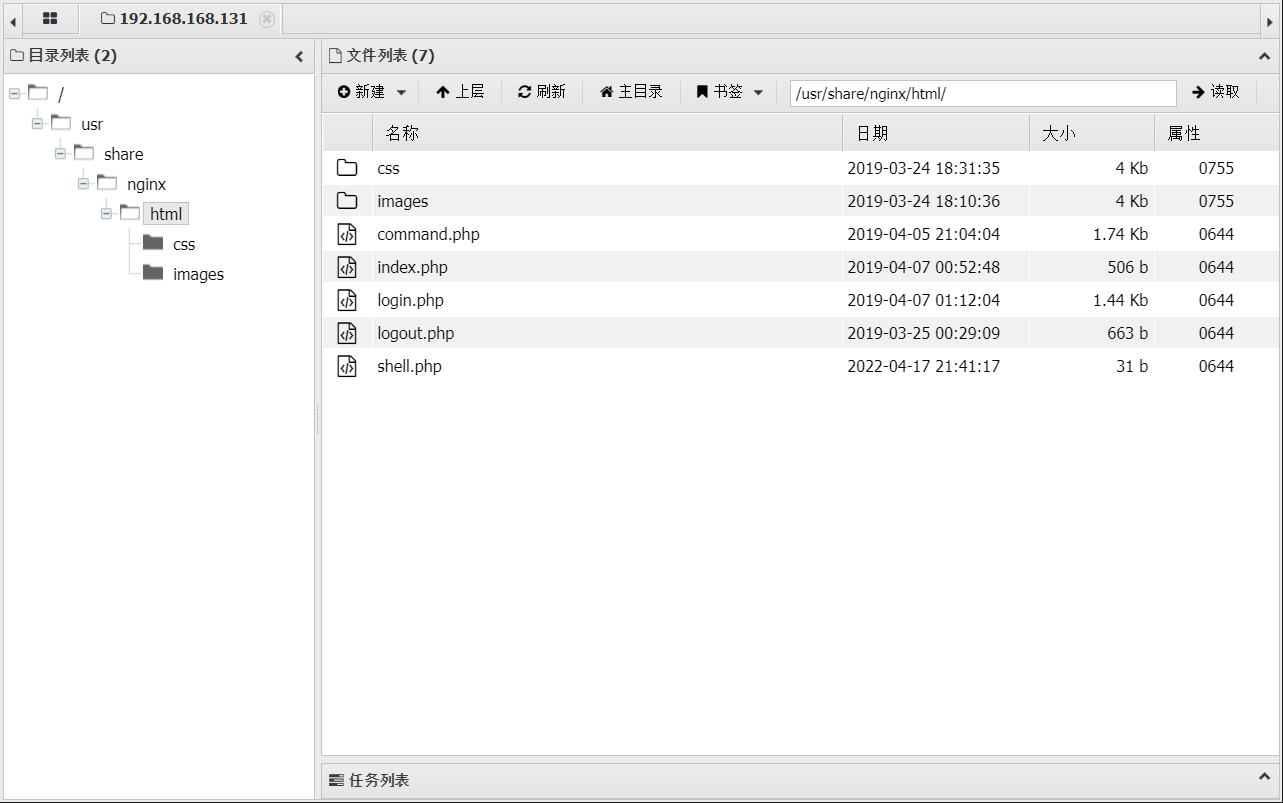 192.168.168.131
目录列表 (2)
/
usr
share
nginx
html
css
images
文件列表 (7)
新建 上层 刷新 主目录 书签 /usr/share/nginx/html/ 读取
名称 日期 大小 属性
css 2019-03-24 18:31:35 4 Kb 0755
images 2019-03-24 18:10:36 4 Kb 0755
command.php 2019-04-05 21:04:04 1.74 Kb 0644
index.php 2019-04-07 00:52:48 506 b 0644
login.php 2019-04-07 01:12:04 1.44 Kb 0644
logout.php 2019-03-25 00:29:09 663 b 0644
shell.php 2022-04-17 21:41:17 31 b 0644
任务列表